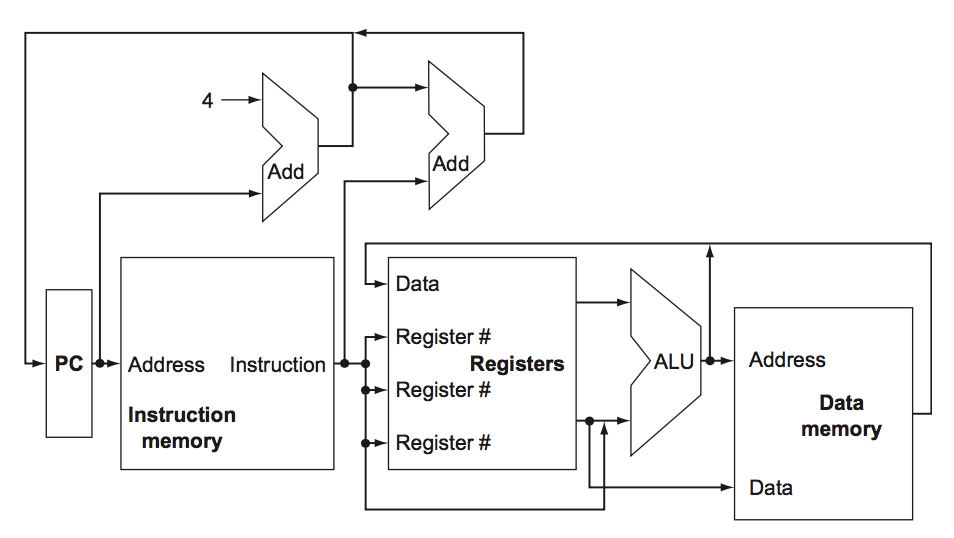 4
Add
Add
Data
Register #
PC
Address
Instruction
Registers
ALU
Address
Register #
Instruction
memory
Data
memory
Register #
Data